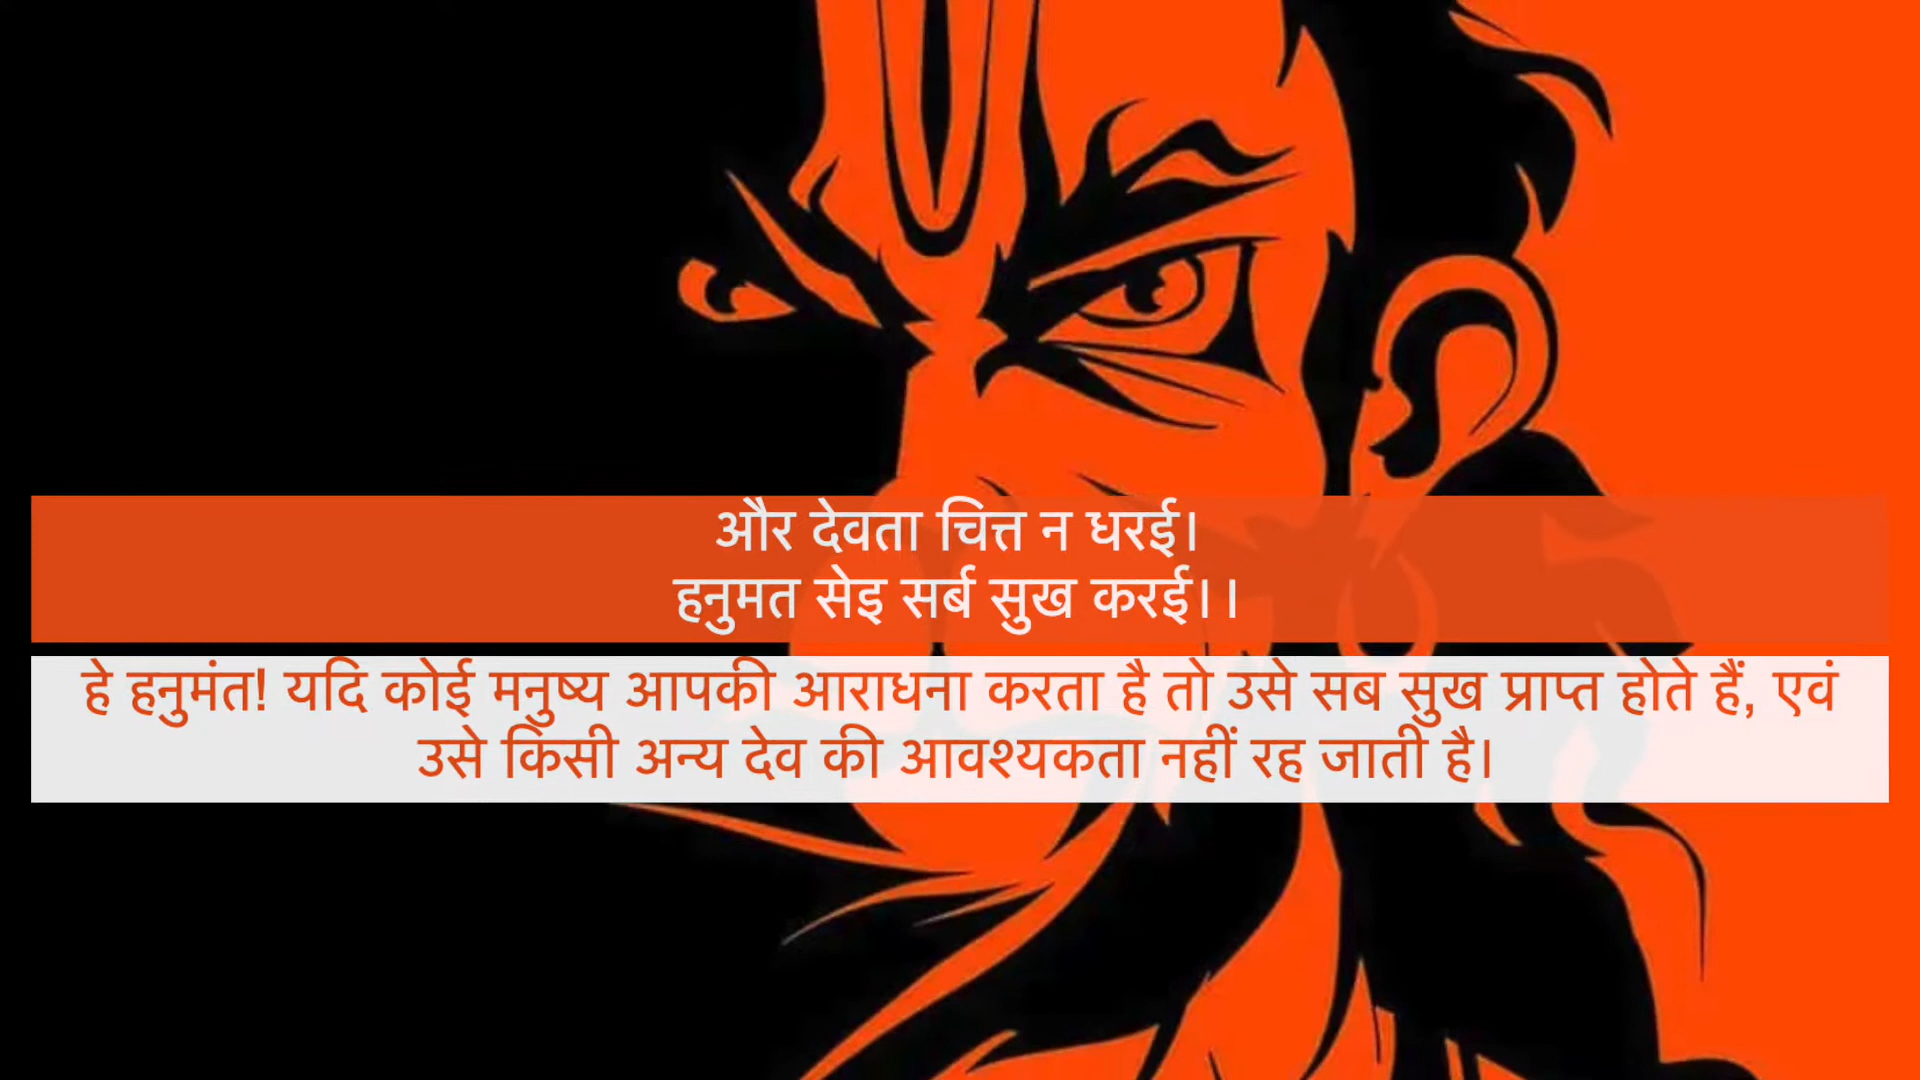 और देवता चित्त न धरई।
हनुमत सेइ सर्ब सुख करई।।
हे हनुमंत! यदि कोई मनुष्य आपकी आराधना करता है तो उसे सब सुख प्राप्त होते हैं, एवं
उसे किसी अन्य देव की आवश्यकता नहीं रह जाती है।